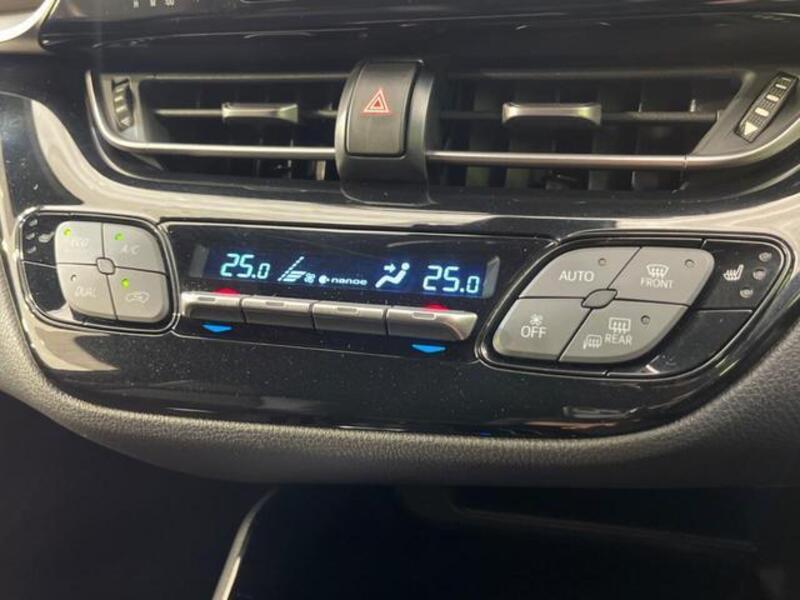 ECO
A/C
DUAL
25.0
nanoe
25.0
AUTO
FRONT
OFF
REAR